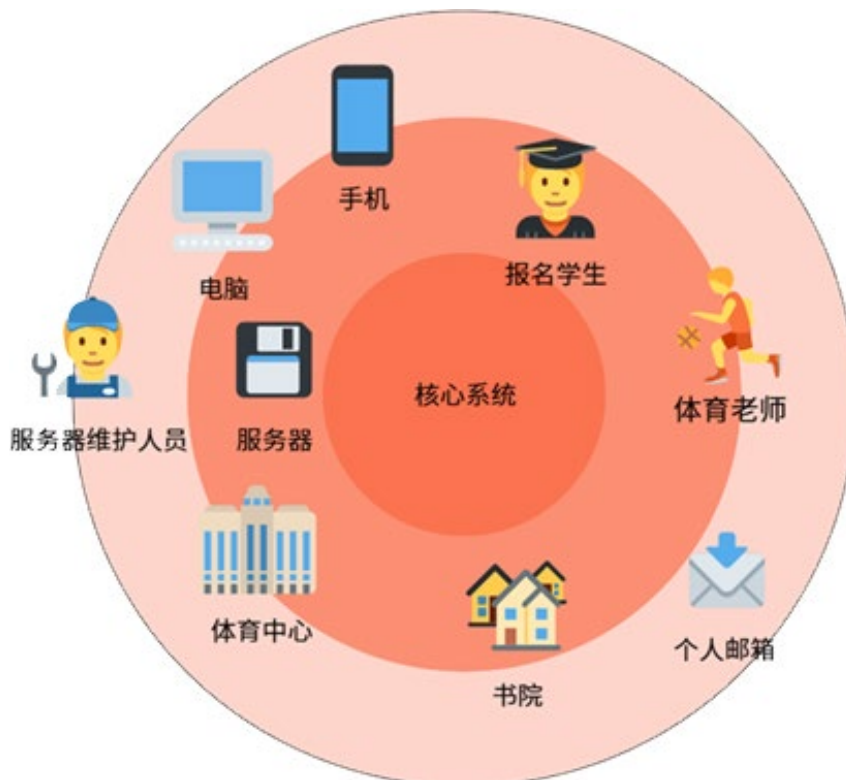 手机
报名学生
电脑
核心系统
体育老师
服务器维护人员
服务器
体育中心
个人邮箱
书院